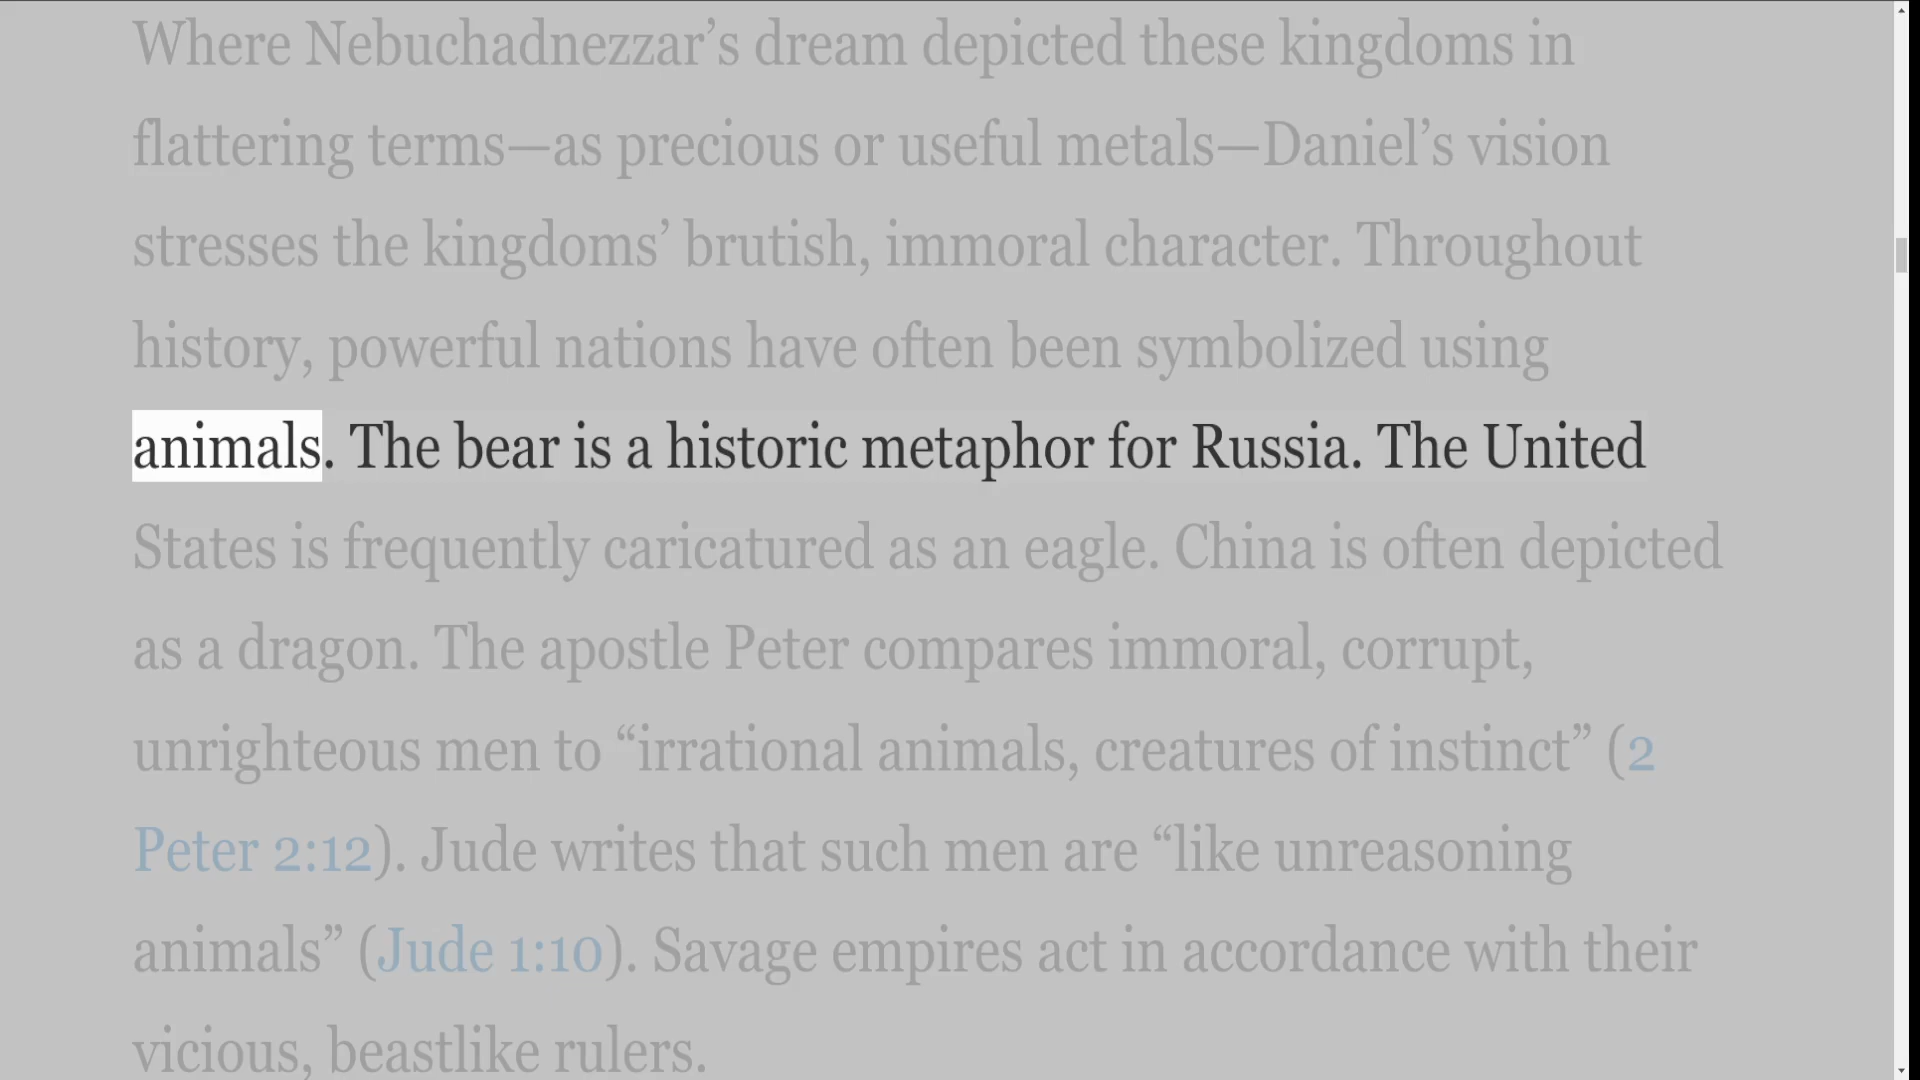 Where Nebuchadnezzar’s dream depicted these kingdoms in
flattering terms—as precious or useful metals—Daniel’s vision
stresses the kingdoms’ brutish, immoral character. Throughout
history, powerful nations have often been symbolized using
animals. The bear is a historic metaphor for Russia. The United
States is frequently caricatured as an eagle. China is often depicted
as a dragon. The apostle Peter compares immoral, corrupt,
unrighteous men to “irrational animals, creatures of instinct” (2
Peter 2:12). Jude writes that such men are “like unreasoning
animals” (Jude 1:10). Savage empires act in accordance with their
vicious, beastlike rulers.